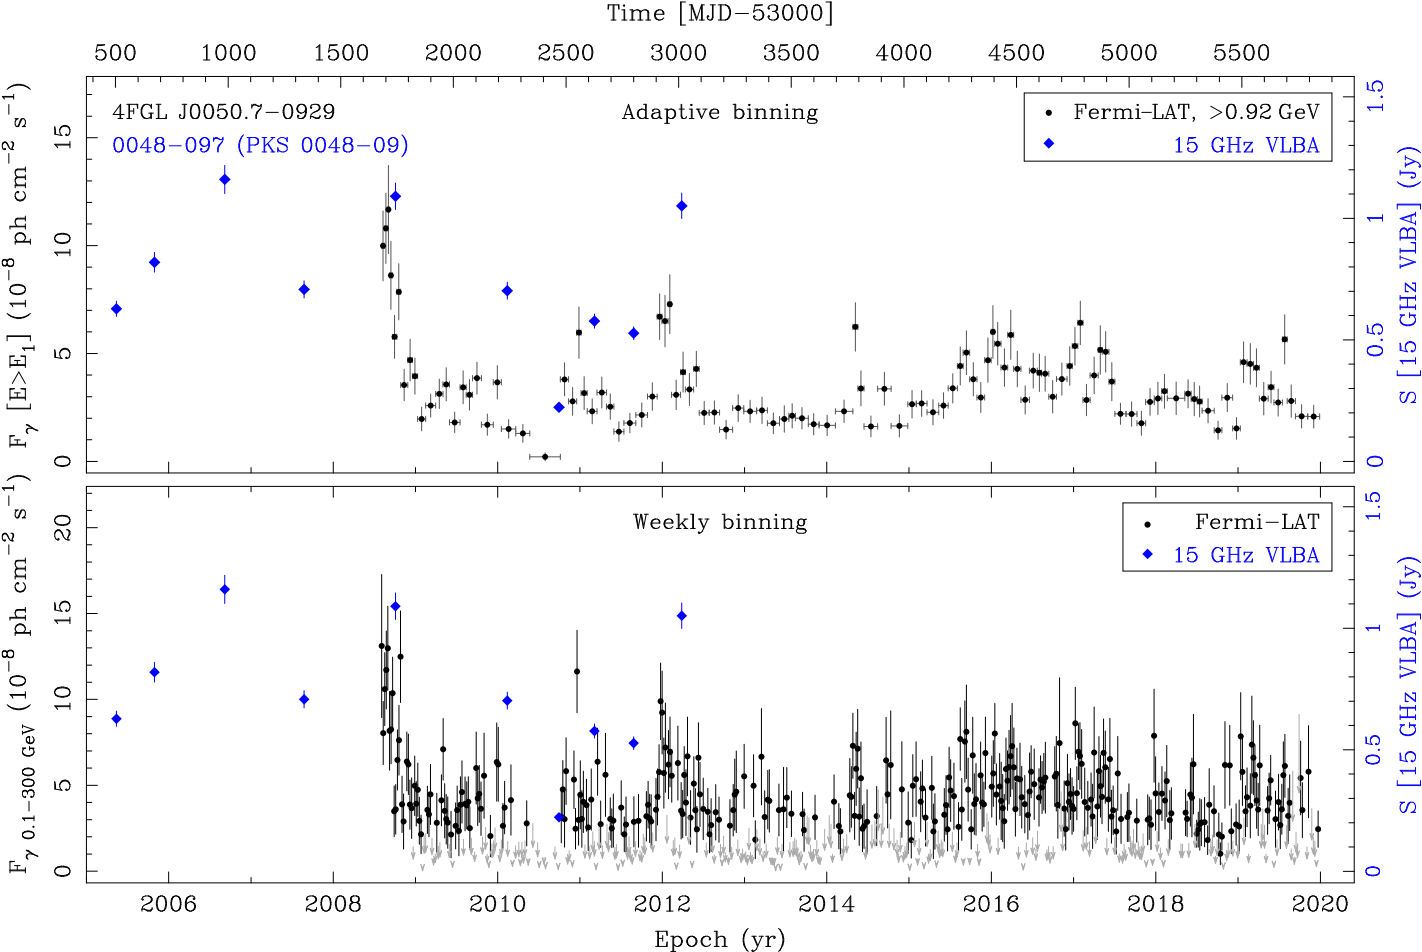 Time [MJD−53000]
500 1000 1500 2000 2500 3000 3500 4000 4500 5000 5500
4FGL J0050.7−0929
0048−097 (PKS 0048−09)
Adaptive binning
Fermi−LAT, >0.92 GeV
15 GHz VLBA
F_γ [E>E_1] (10^−8 ph cm^−2 s^−1)
15
10
5
0
S [15 GHz VLBA] (Jy)
1.5
1
0.5
0
Weekly binning
Fermi−LAT
15 GHz VLBA
F_γ 0.1−300 GeV (10^−8 ph cm^−2 s^−1)
20
15
10
5
0
S [15 GHz VLBA] (Jy)
1.5
1
0.5
0
2006 2008 2010 2012 2014 2016 2018 2020
Epoch (yr)